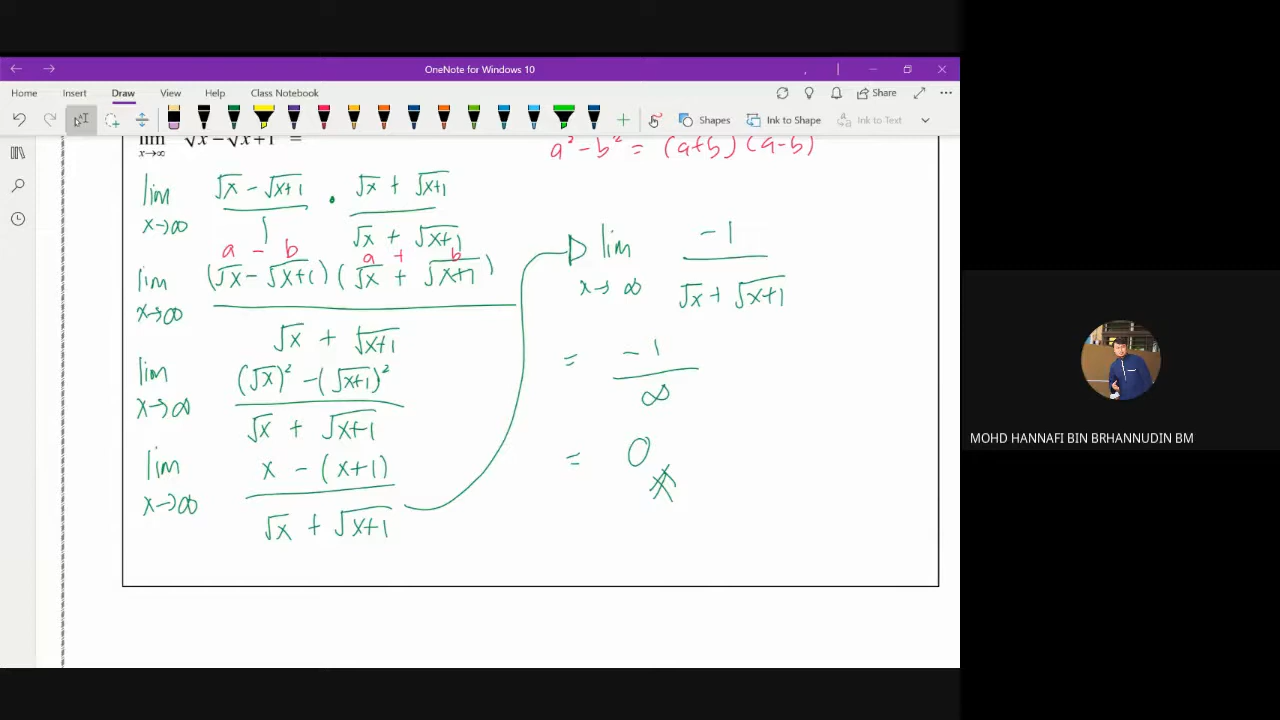 OneNote for Windows 10
Home Insert Draw View Help Class Notebook Share
Shapes Ink to Shape Ink to Text
lim x→∞ √x − √x+1 =
a² − b² = (a+b)(a−b)
lim x→∞ √x − √x+1 / 1 · √x + √x+1 / √x + √x+1
a − b a + b
lim x→∞ (√x − √x+1)(√x + √x+1) / √x + √x+1
lim x→∞ (√x)² − (√x+1)² / √x + √x+1
lim x→∞ x − (x+1) / √x + √x+1
lim x→∞ −1 / √x + √x+1
= −1 / ∞
= 0
MOHD HANNAFI BIN BRHANNUDIN BM